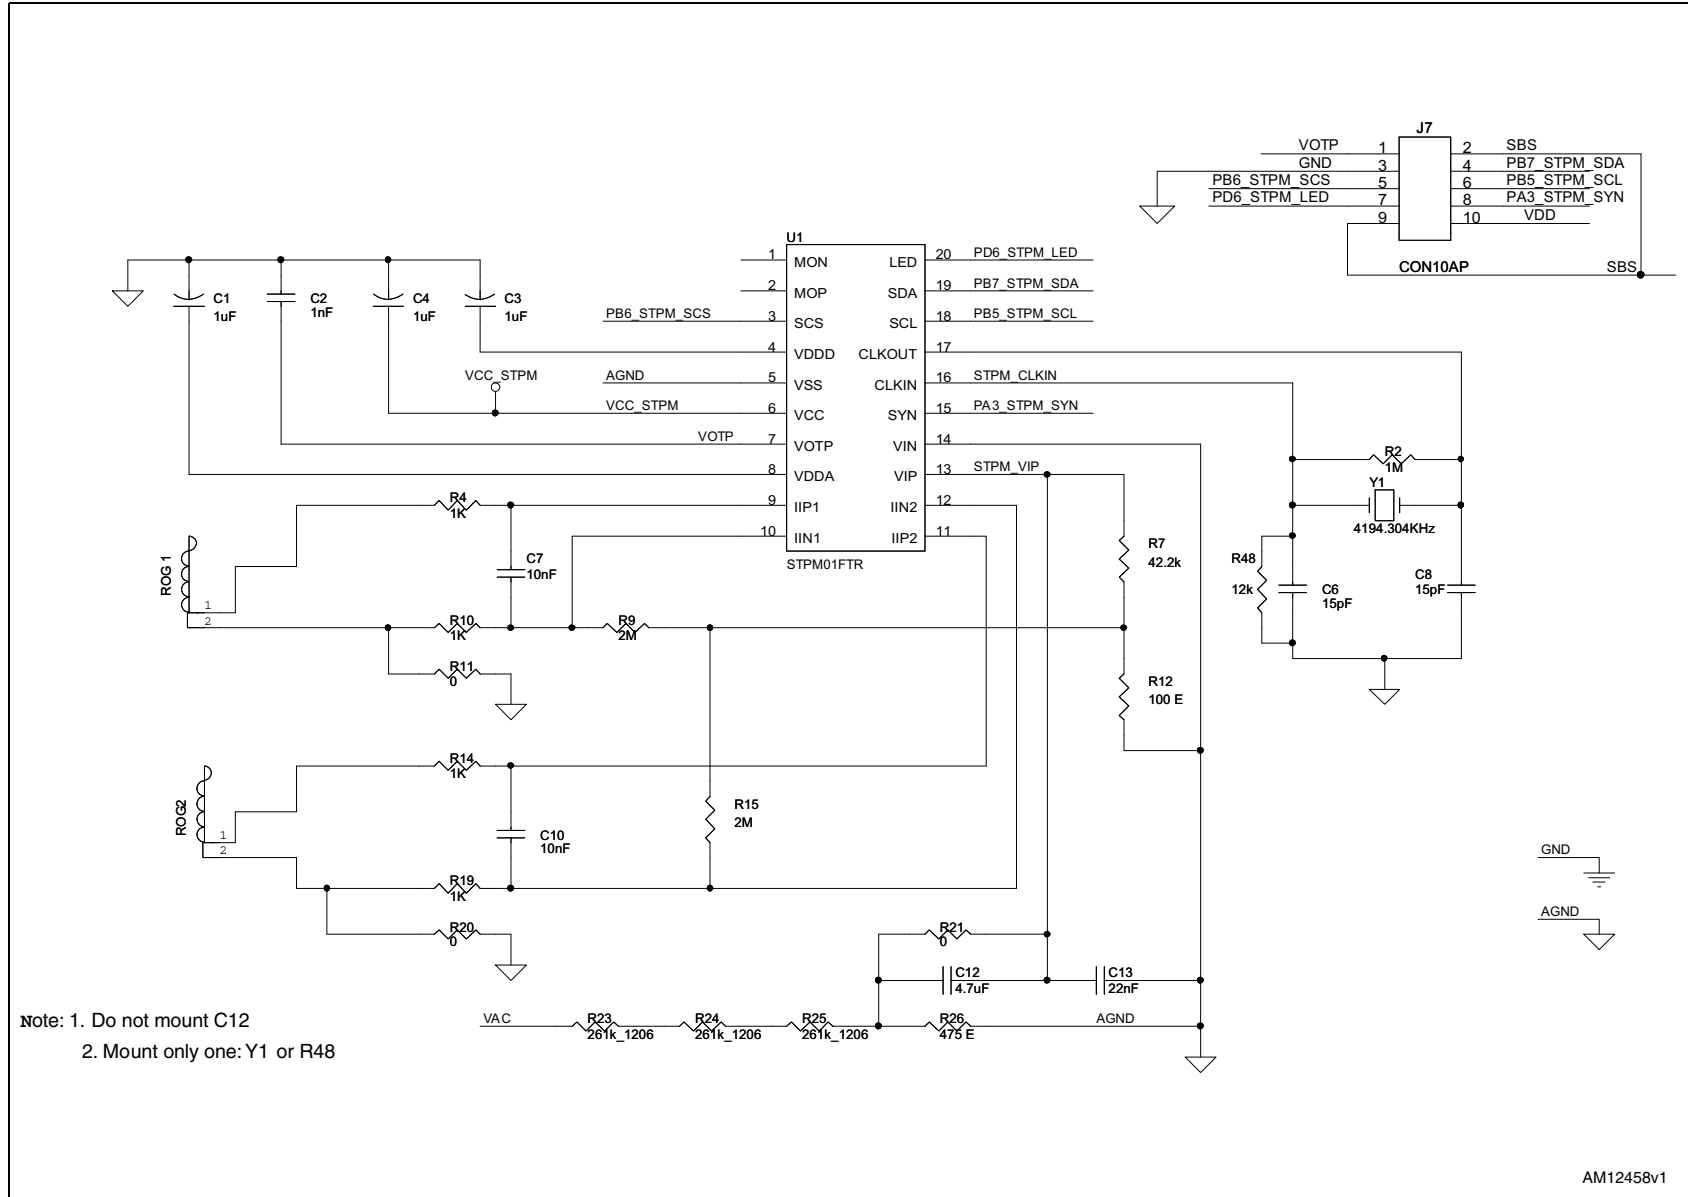 J7
VOTP 1 2 SBS
GND 3 4 PB7_STPM_SDA
PB6_STPM_SCS 5 6 PB5_STPM_SCL
PD6_STPM_LED 7 8 PA3_STPM_SYN
9 10 VDD
CON10AP SBS
U1
1 MON LED 20 PD6_STPM_LED
2 MOP SDA 19 PB7_STPM_SDA
PB6_STPM_SCS 3 SCS SCL 18 PB5_STPM_SCL
4 VDDD CLKOUT 17
AGND 5 VSS CLKIN 16 STPM_CLKIN
VCC_STPM 6 VCC SYN 15 PA3_STPM_SYN
VOTP 7 VOTP VIN 14
8 VDDA VIP 13 STPM_VIP
9 IIP1 IIN2 12
10 IIN1 IIP2 11
STPM01FTR
C1
1uF
C2
1nF
C4
1uF
C3
1uF
VCC_STPM
R4
1K
ROG 1
1
2
C7
10nF
R10
1K
R9
2M
R11
0
R7
42.2k
R12
100 E
R2
1M
Y1
4194.304KHz
R48
12k
C6
15pF
C8
15pF
R14
1K
ROG2
1
2
C10
10nF
R15
2M
R19
1K
R20
0
GND
AGND
R21
0
C12
4.7uF
C13
22nF
VAC
R23
261k_1206
R24
261k_1206
R25
261k_1206
R26
475 E
AGND
Note: 1. Do not mount C12
2. Mount only one: Y1 or R48
AM12458v1